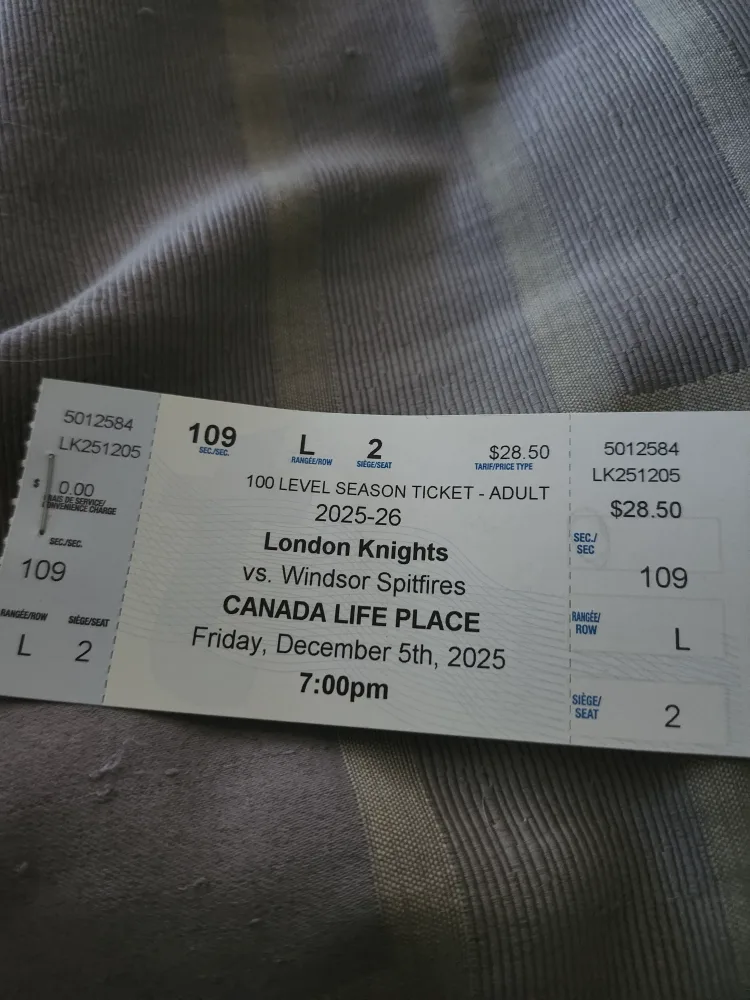 5012584
LK251205
$ 0.00
FRAIS DE SERVICE/
CONVENIENCE CHARGE
SEC./SEC.
109
RANGÉE/ROW SIÈGE/SEAT
L 2
109 L 2 $28.50
SEC./SEC. RANGÉE/ROW SIÈGE/SEAT TARIF/PRICE TYPE
100 LEVEL SEASON TICKET - ADULT
2025-26
London Knights
vs. Windsor Spitfires
CANADA LIFE PLACE
Friday, December 5th, 2025
7:00pm
5012584
LK251205
$28.50
SEC./
SEC
109
RANGÉE/
ROW
L
SIÈGE/
SEAT
2